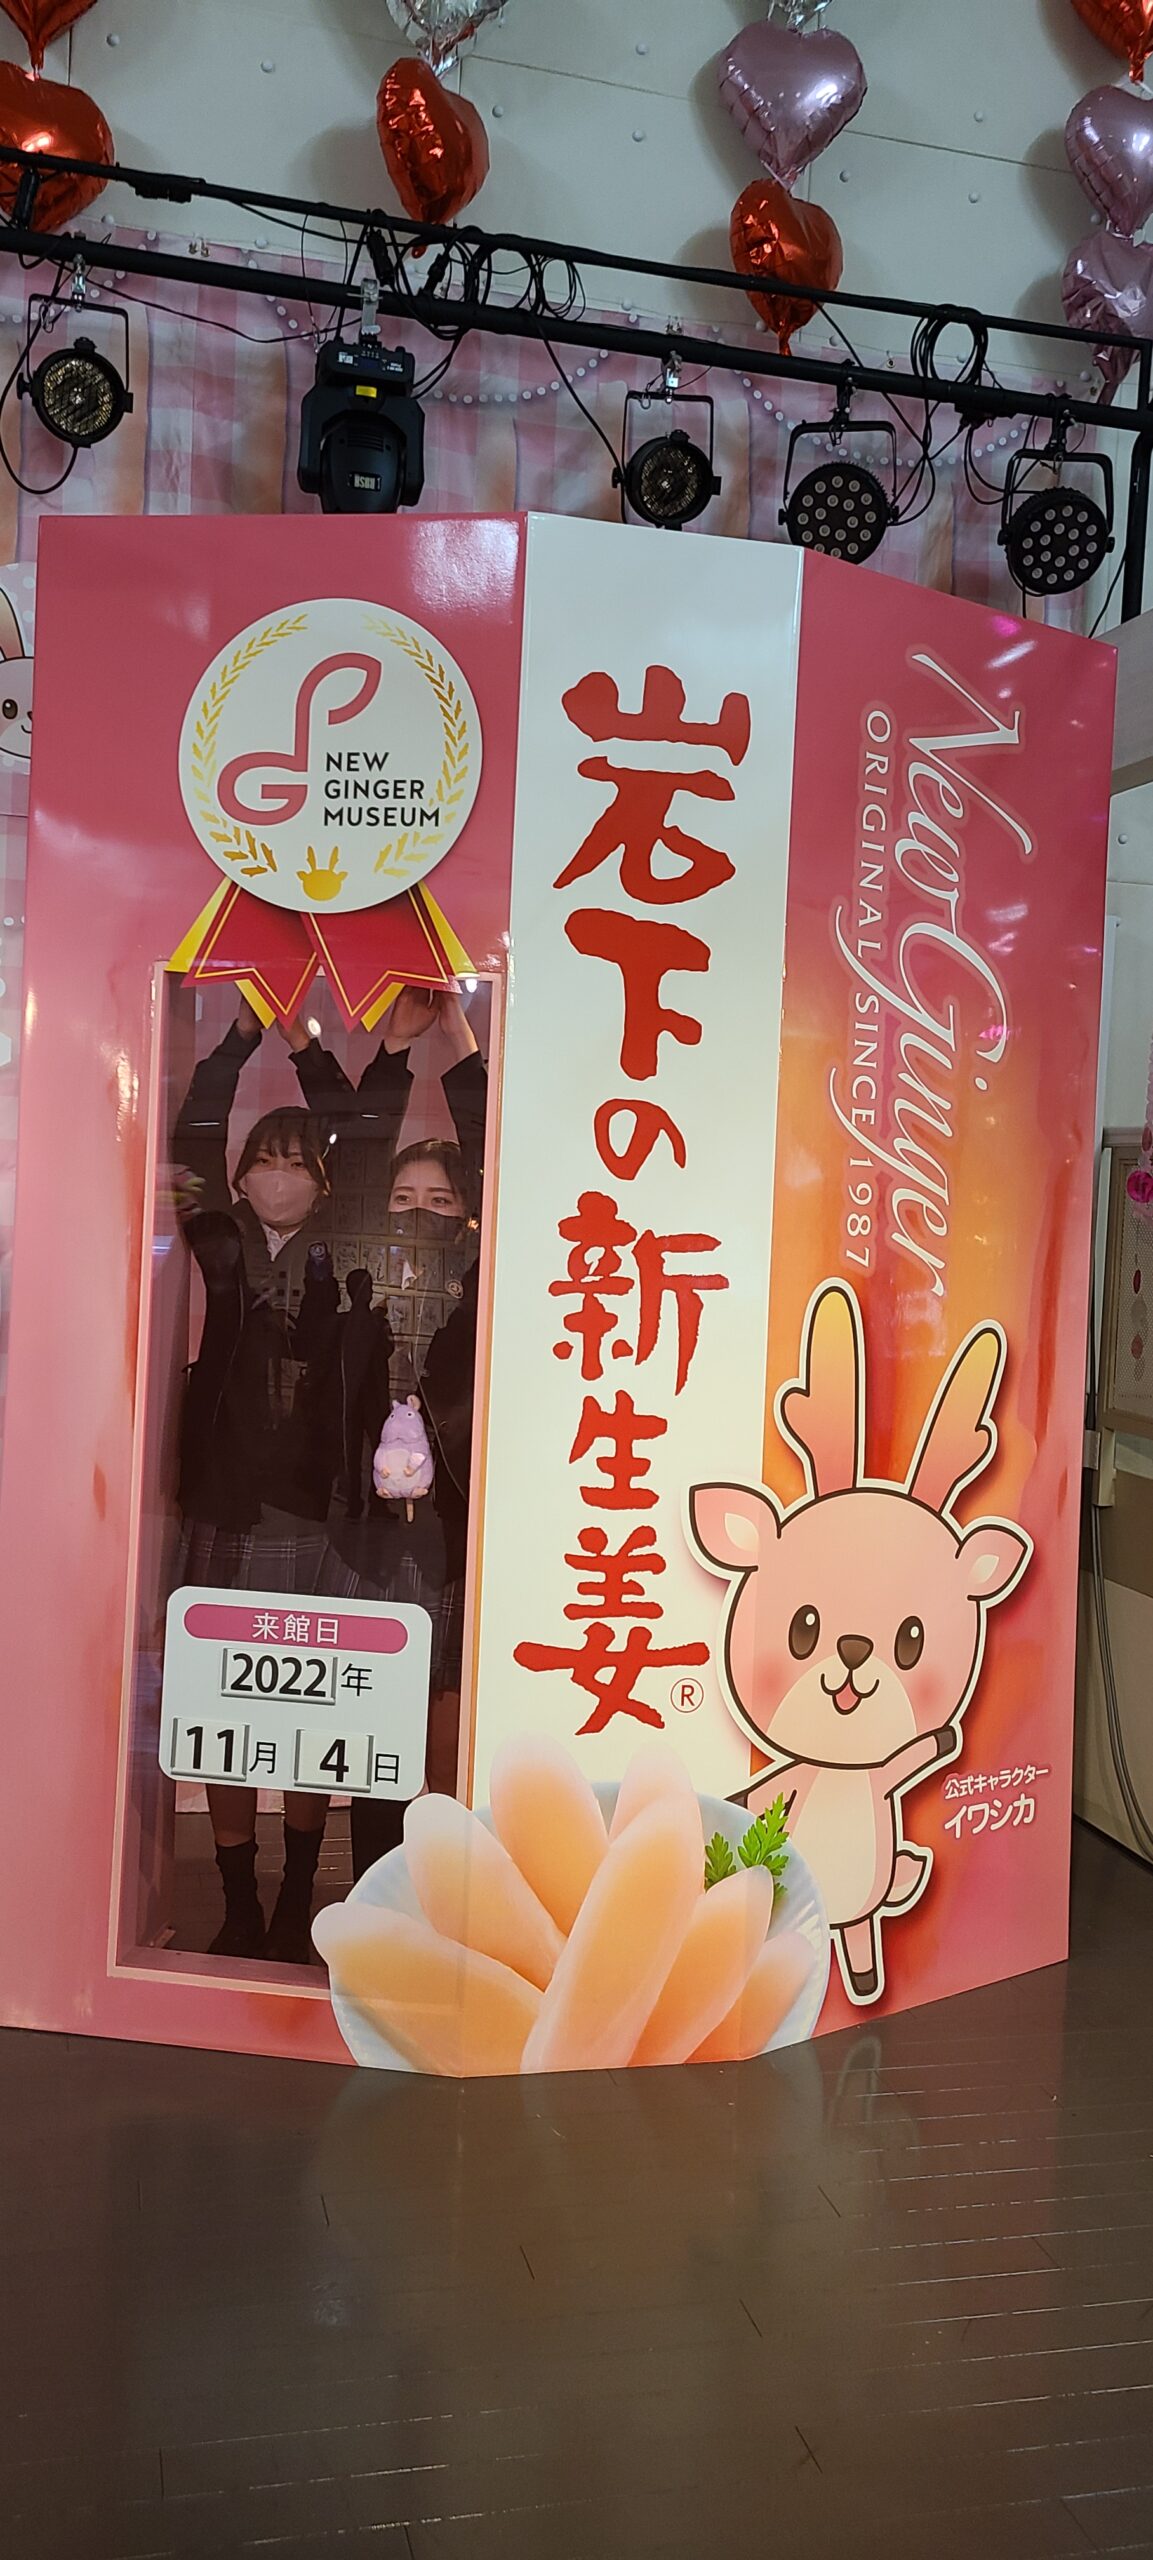 NEW
GINGER
MUSEUM
岩下の新生姜®
New Ginger
ORIGINAL SINCE 1987
来館日
2022年
11月 4日
公式キャラクター
イワシカ